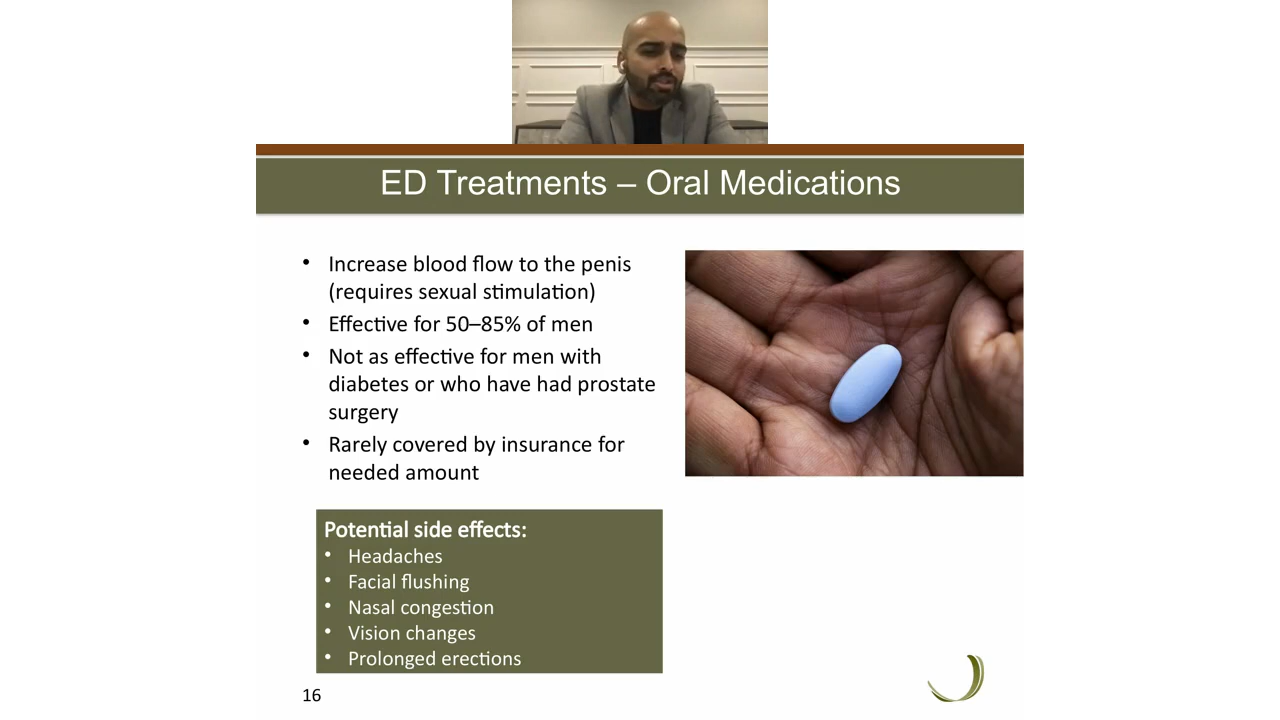 ED Treatments – Oral Medications
• Increase blood flow to the penis
(requires sexual stimulation)
• Effective for 50–85% of men
• Not as effective for men with
diabetes or who have had prostate
surgery
• Rarely covered by insurance for
needed amount
Potential side effects:
• Headaches
• Facial flushing
• Nasal congestion
• Vision changes
• Prolonged erections
16